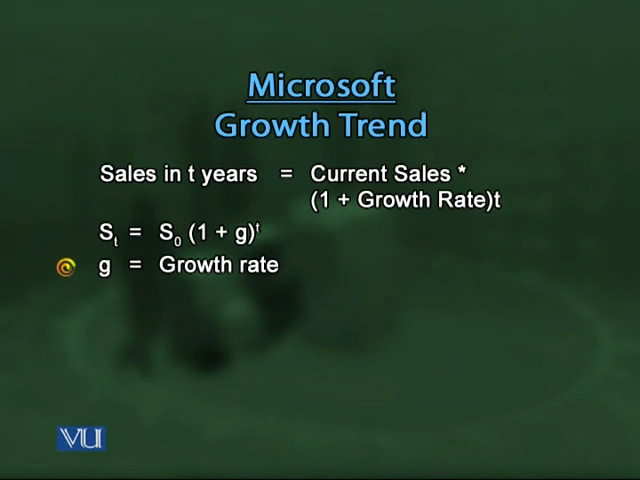 Microsoft
Growth Trend
Sales in t years = Current Sales *
(1 + Growth Rate)t
Sₜ = S₀ (1 + g)ᵗ
g = Growth rate
VU